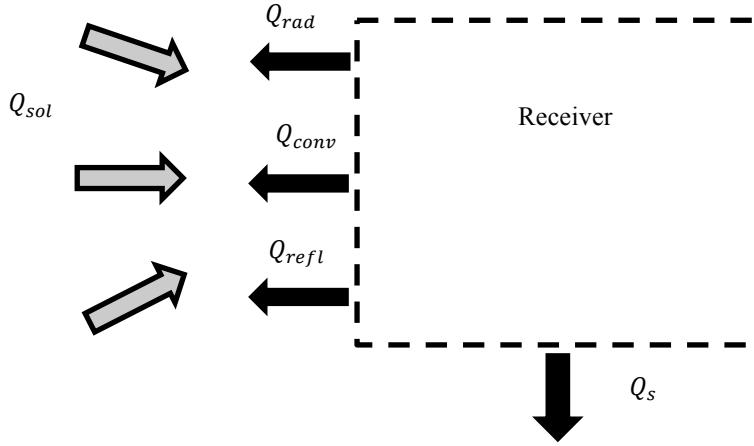 Q_rad
Q_sol
Receiver
Q_conv
Q_refl
Q_s